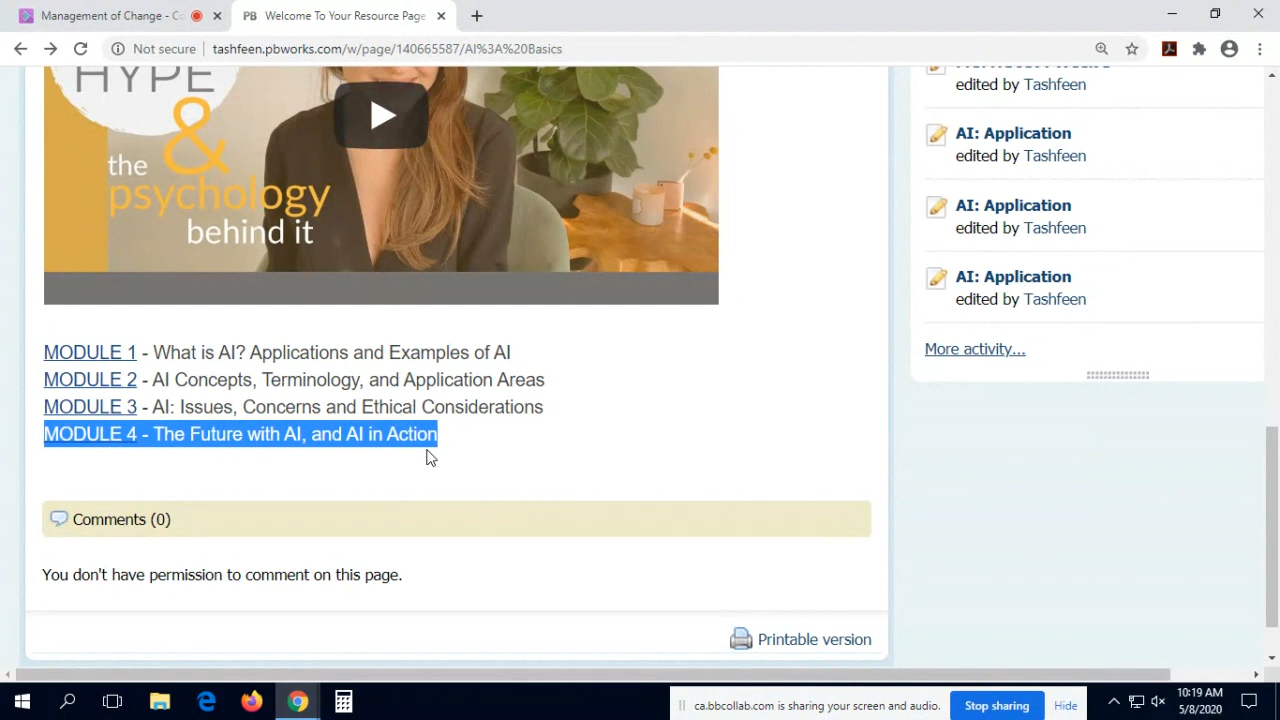 Management of Change - Co
PB Welcome To Your Resource Page
Not secure
tashfeen.pbworks.com/w/page/140665587/AI%3A%20Basics
HYPE
&
the
psychology
behind it
edited by Tashfeen
AI: Application
edited by Tashfeen
AI: Application
edited by Tashfeen
AI: Application
edited by Tashfeen
More activity...
MODULE 1 - What is AI? Applications and Examples of AI
MODULE 2 - AI Concepts, Terminology, and Application Areas
MODULE 3 - AI: Issues, Concerns and Ethical Considerations
MODULE 4 - The Future with AI, and AI in Action
Comments (0)
You don't have permission to comment on this page.
Printable version
ca.bbcollab.com is sharing your screen and audio.
Stop sharing
Hide
10:19 AM
5/8/2020